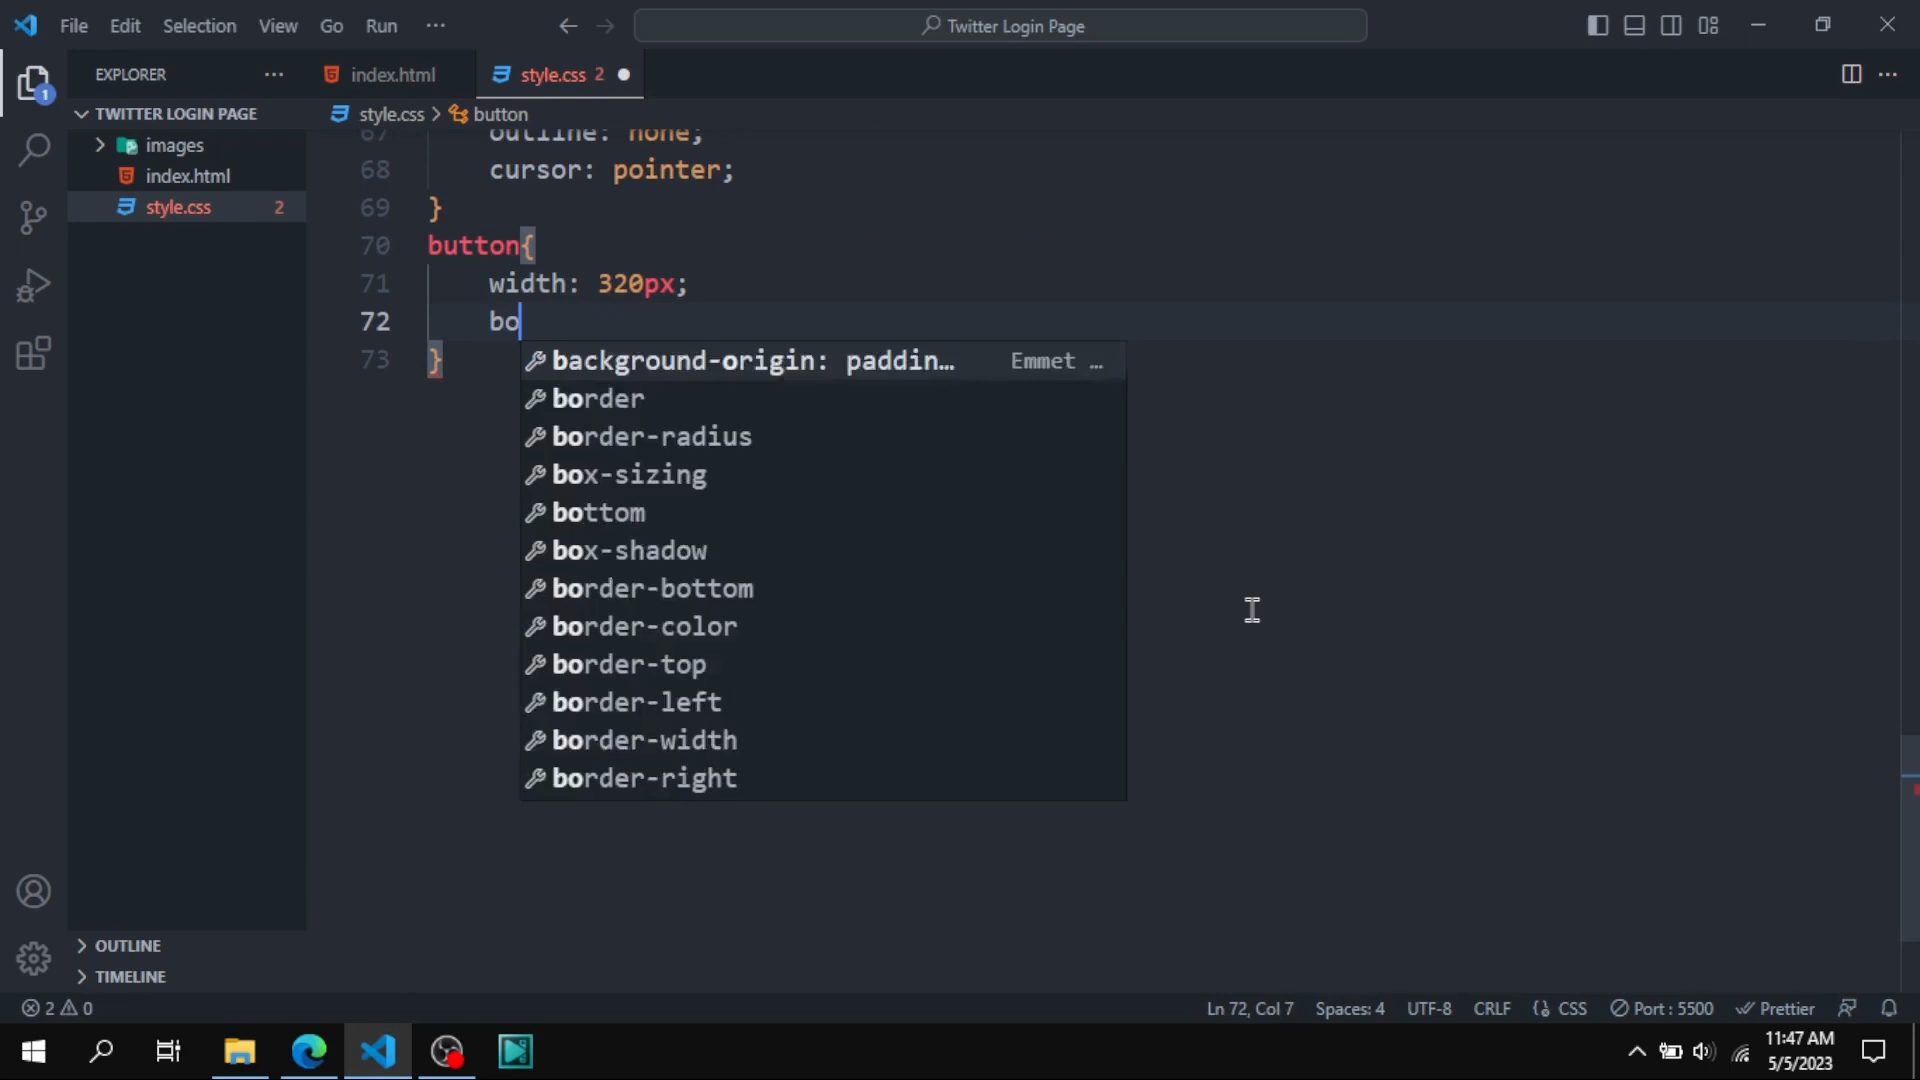 File Edit Selection View Go Run ··· Twitter Login Page
EXPLORER ··· index.html style.css 2
1
TWITTER LOGIN PAGE style.css > button
images
index.html
style.css 2
67 outline: none;
68 cursor: pointer;
69 }
70 button{
71 width: 320px;
72 bo
73 }
background-origin: paddin… Emmet …
border
border-radius
box-sizing
bottom
box-shadow
border-bottom
border-color
border-top
border-left
border-width
border-right
OUTLINE
TIMELINE
2 0 Ln 72, Col 7 Spaces: 4 UTF-8 CRLF {} CSS Port : 5500 Prettier
11:47 AM
5/5/2023